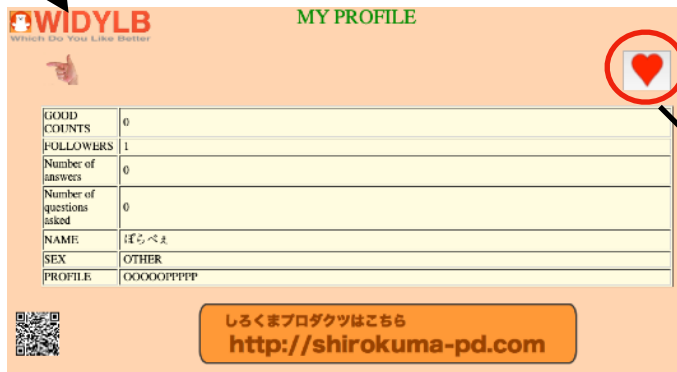 WIDYLB
Which Do You Like Better
MY PROFILE
GOOD
COUNTS
0
FOLLOWERS
1
Number of
answers
0
Number of
questions
asked
0
NAME
ぽらぺぇ
SEX
OTHER
PROFILE
OOOOOPPPPP
しろくまプロダクツはこちら
http://shirokuma-pd.com